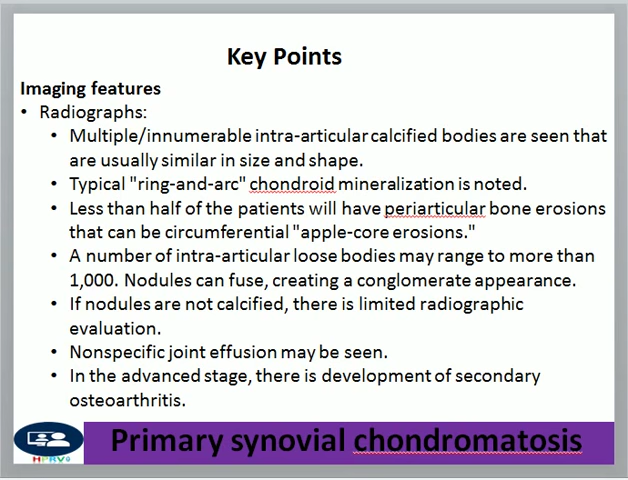 Key Points
Imaging features
• Radiographs:
• Multiple/innumerable intra-articular calcified bodies are seen that
are usually similar in size and shape.
• Typical "ring-and-arc" chondroid mineralization is noted.
• Less than half of the patients will have periarticular bone erosions
that can be circumferential "apple-core erosions."
• A number of intra-articular loose bodies may range to more than
1,000. Nodules can fuse, creating a conglomerate appearance.
• If nodules are not calcified, there is limited radiographic
evaluation.
• Nonspecific joint effusion may be seen.
• In the advanced stage, there is development of secondary
osteoarthritis.
Primary synovial chondromatosis
HPRV